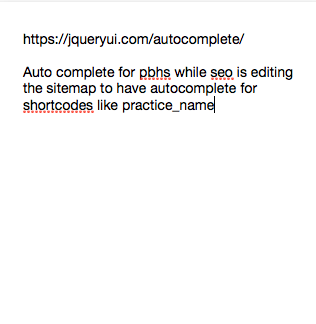 https://jqueryui.com/autocomplete/
Auto complete for pbhs while seo is editing
the sitemap to have autocomplete for
shortcodes like practice_name